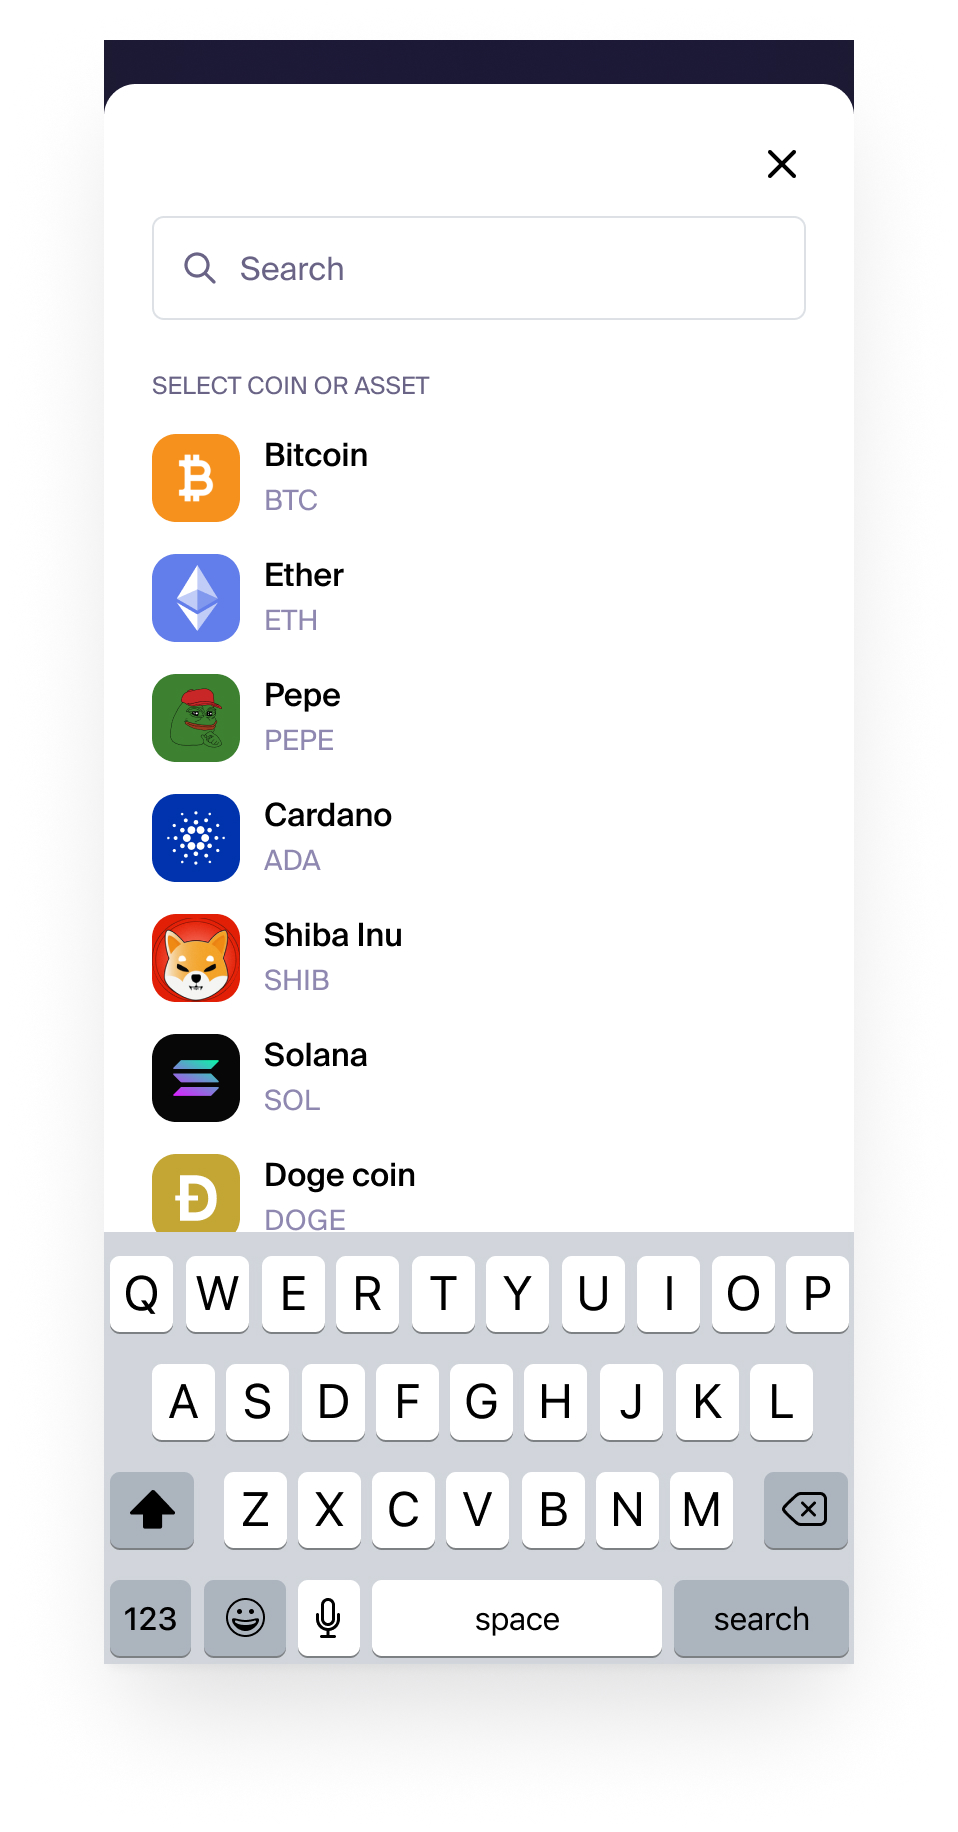 Search
SELECT COIN OR ASSET
Bitcoin
BTC
Ether
ETH
Pepe
PEPE
Cardano
ADA
Shiba Inu
SHIB
Solana
SOL
Doge coin
DOGE
Q W E R T Y U I O P
A S D F G H J K L
Z X C V B N M
123 space search